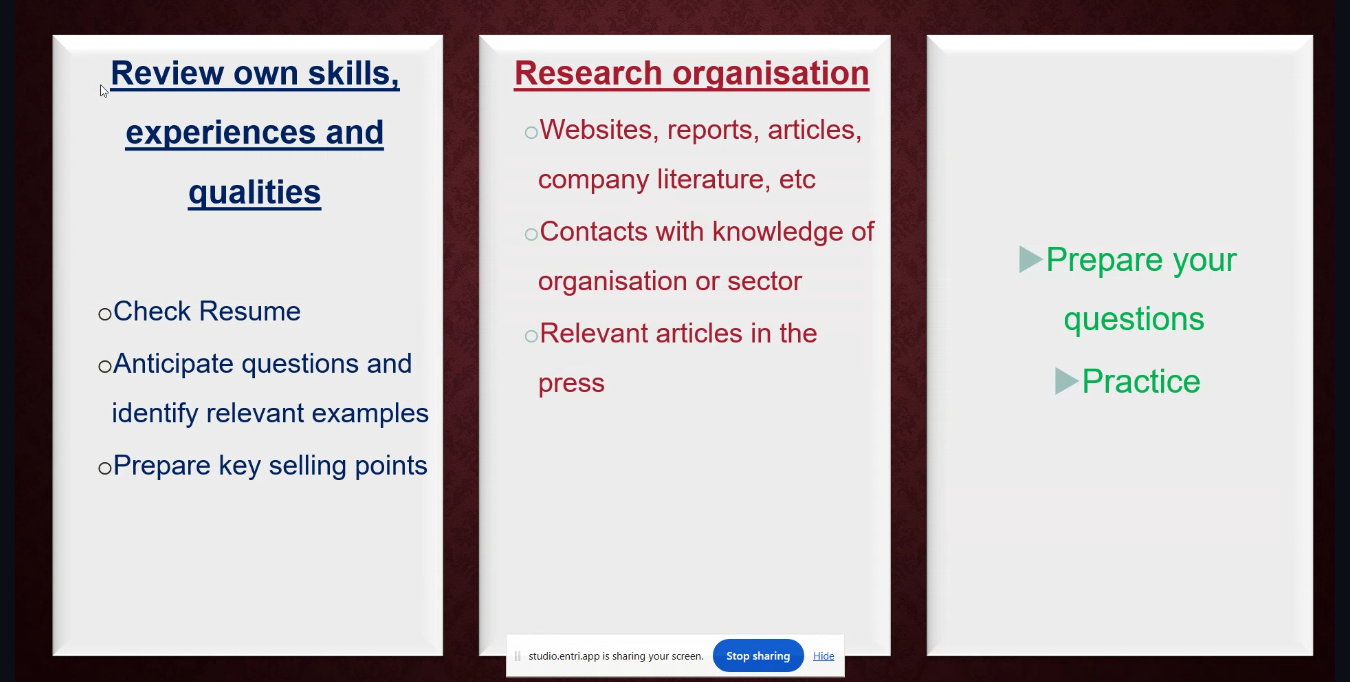 Review own skills,
experiences and
qualities
Check Resume
Anticipate questions and
identify relevant examples
Prepare key selling points
Research organisation
Websites, reports, articles,
company literature, etc
Contacts with knowledge of
organisation or sector
Relevant articles in the
press
Prepare your
questions
Practice
studio.entri.app is sharing your screen. Stop sharing Hide